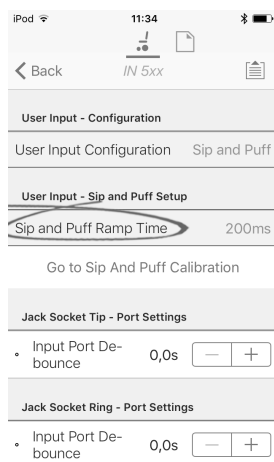 iPod 11:34
Back IN 5xx
User Input - Configuration
User Input Configuration Sip and Puff
User Input - Sip and Puff Setup
Sip and Puff Ramp Time 200ms
Go to Sip And Puff Calibration
Jack Socket Tip - Port Settings
Input Port De-
bounce 0,0s — +
Jack Socket Ring - Port Settings
Input Port De-
bounce 0,0s — +